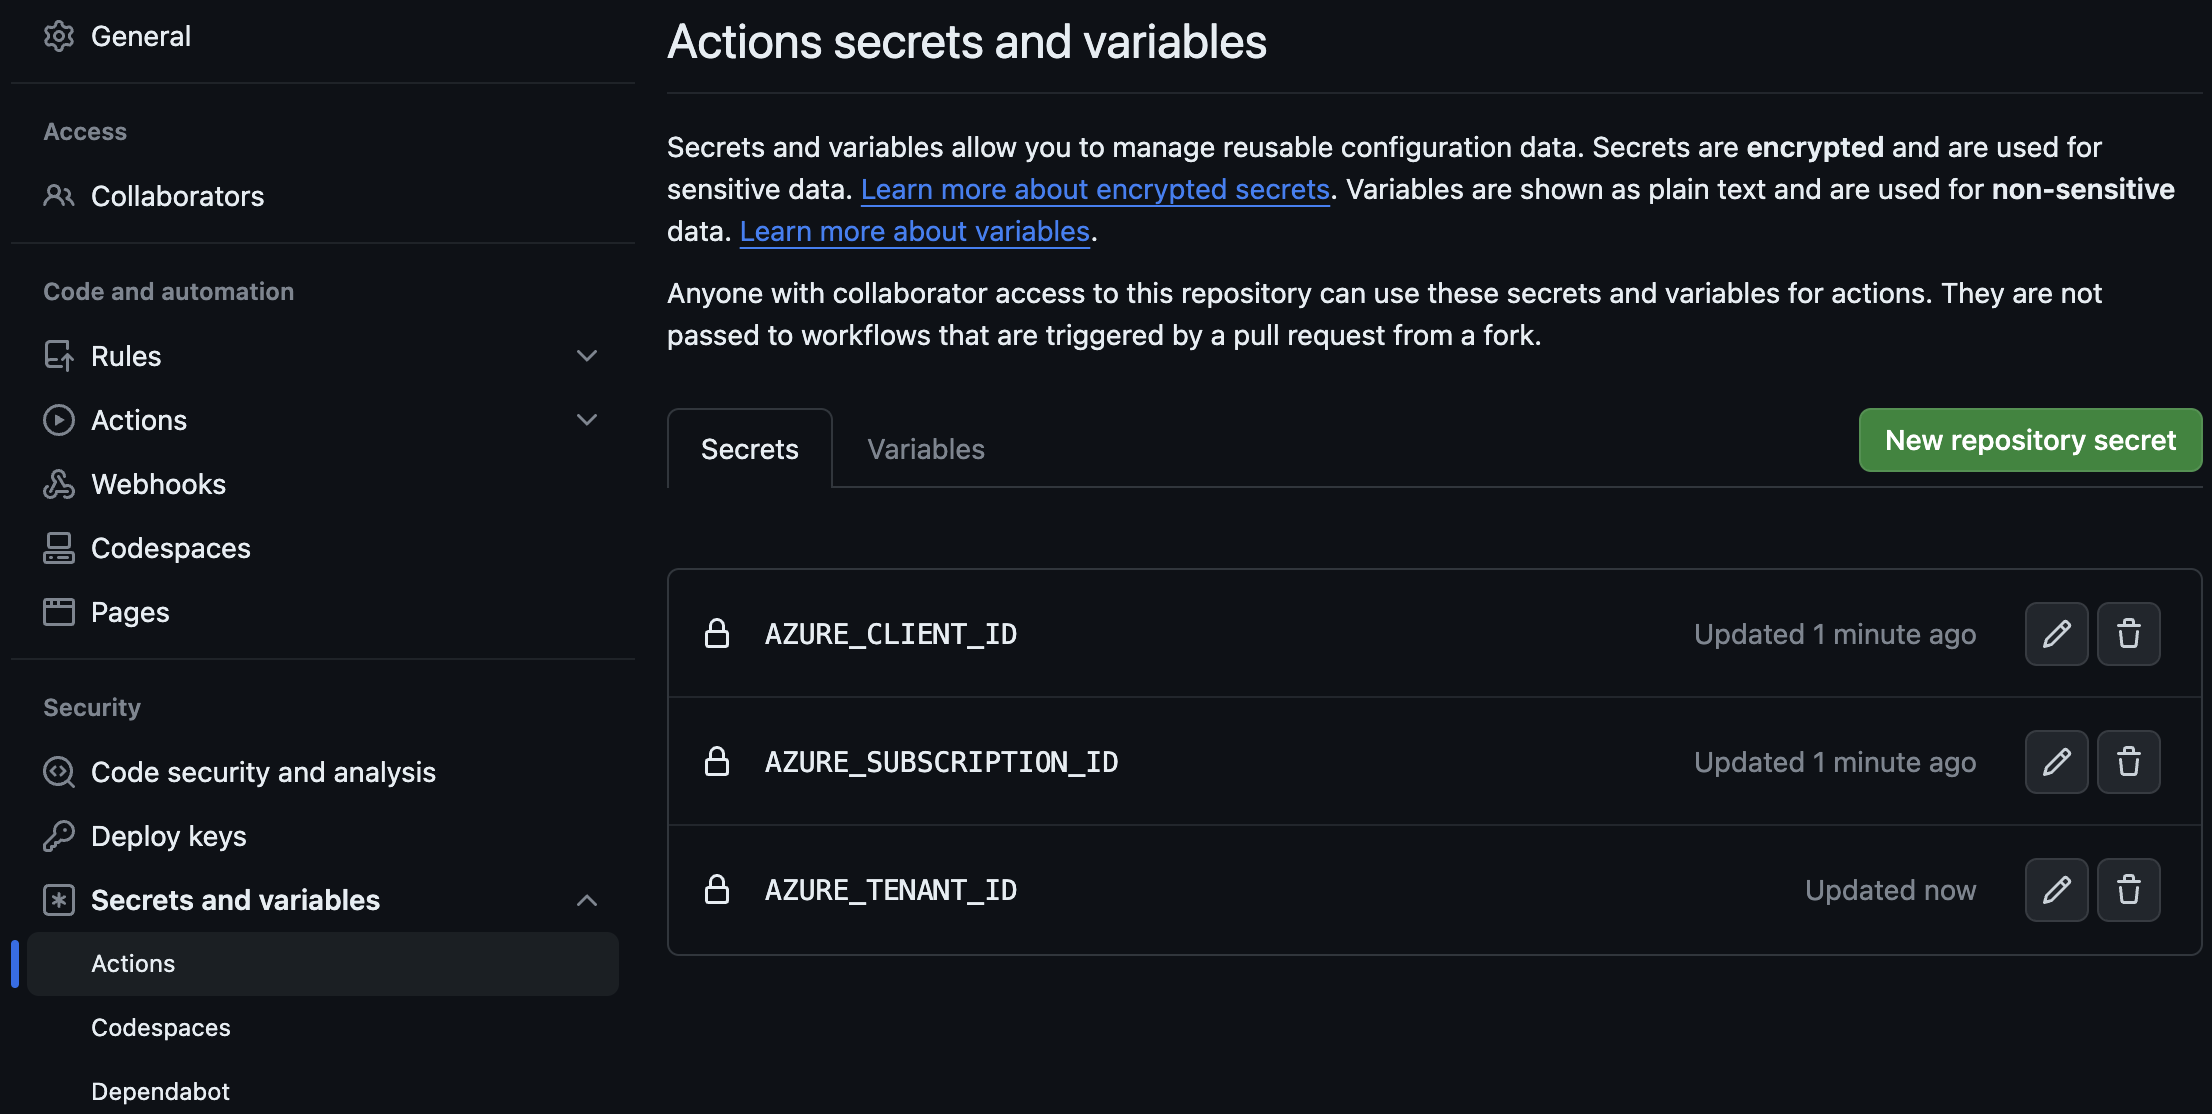 General
Access
Collaborators
Code and automation
Rules
Actions
Webhooks
Codespaces
Pages
Security
Code security and analysis
Deploy keys
Secrets and variables
Actions
Codespaces
Dependabot
Actions secrets and variables
Secrets and variables allow you to manage reusable configuration data. Secrets are encrypted and are used for
sensitive data. Learn more about encrypted secrets. Variables are shown as plain text and are used for non-sensitive
data. Learn more about variables.
Anyone with collaborator access to this repository can use these secrets and variables for actions. They are not
passed to workflows that are triggered by a pull request from a fork.
Secrets Variables New repository secret
AZURE_CLIENT_ID Updated 1 minute ago
AZURE_SUBSCRIPTION_ID Updated 1 minute ago
AZURE_TENANT_ID Updated now